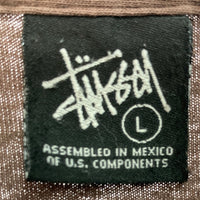 Stüssy
L
ASSEMBLED IN MEXICO
OF U.S. COMPONENTS